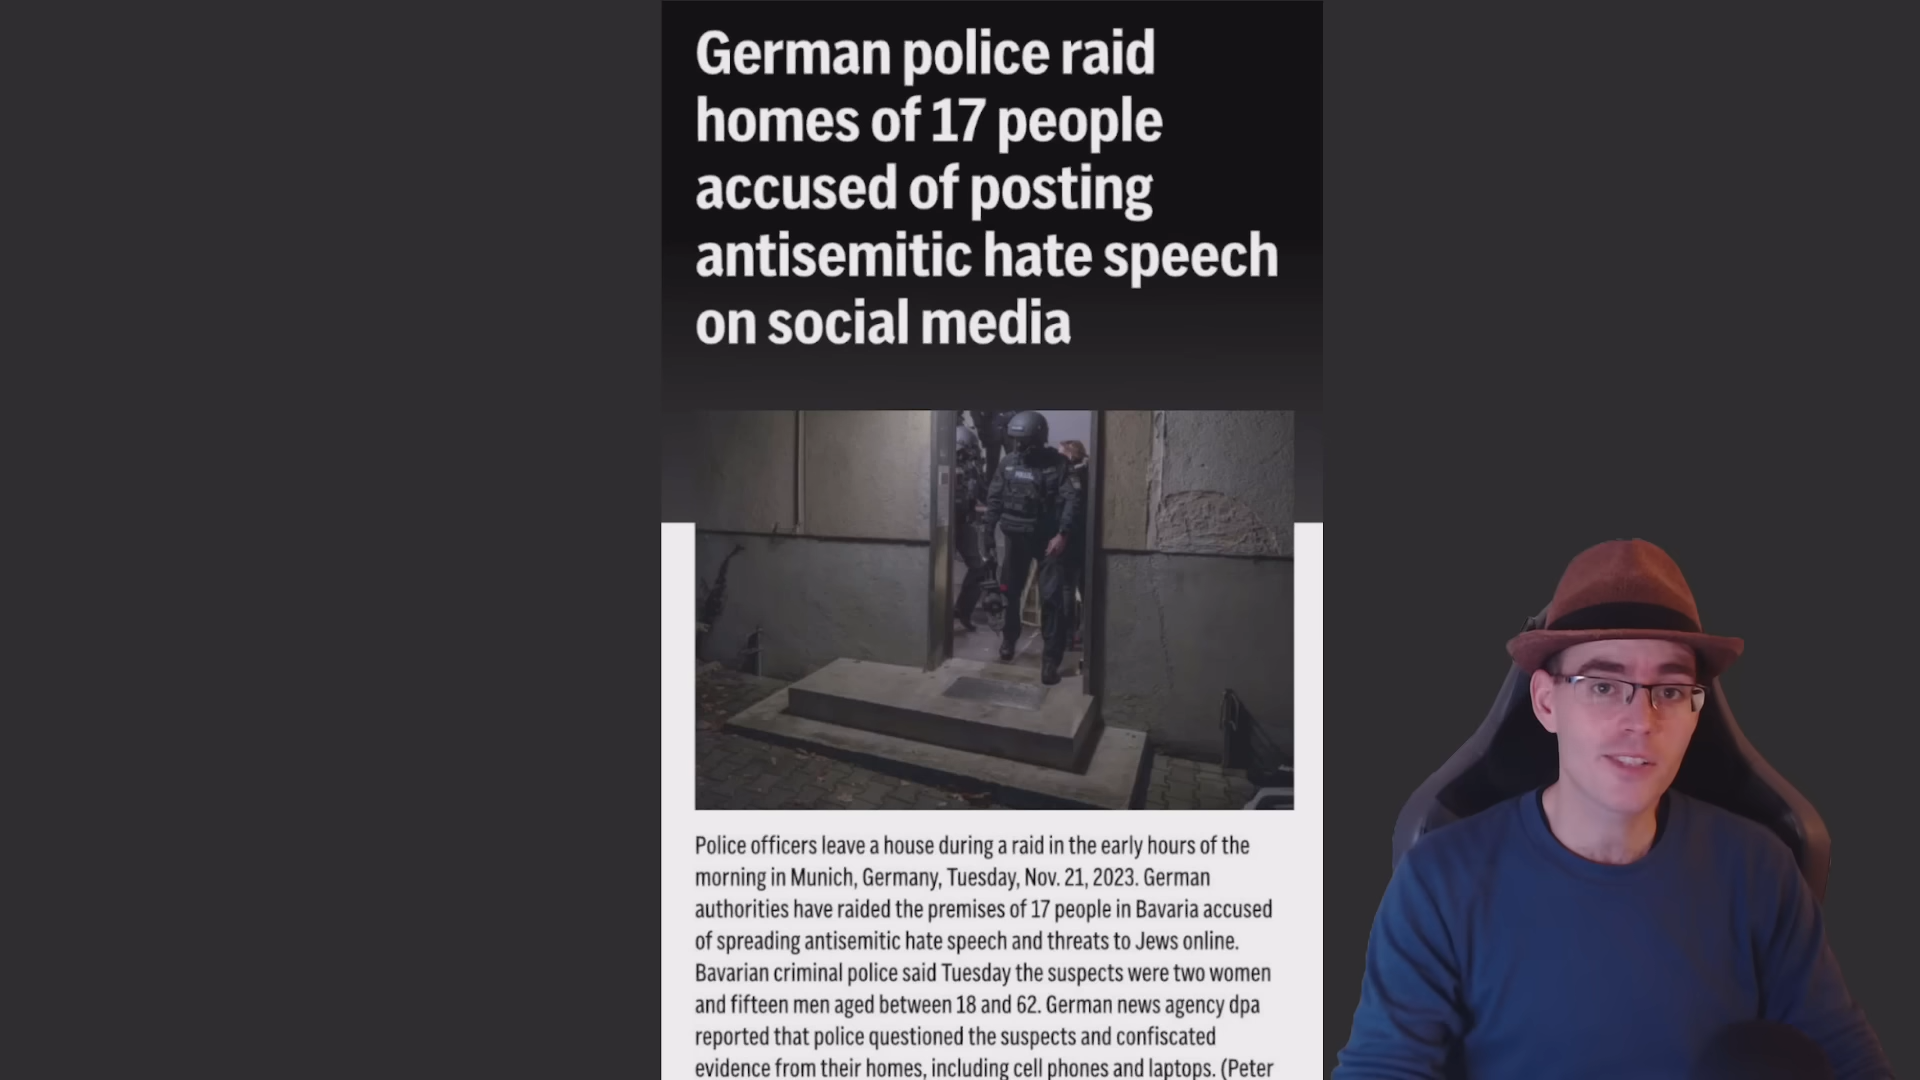 German police raid
homes of 17 people
accused of posting
antisemitic hate speech
on social media
Police officers leave a house during a raid in the early hours of the
morning in Munich, Germany, Tuesday, Nov. 21, 2023. German
authorities have raided the premises of 17 people in Bavaria accused
of spreading antisemitic hate speech and threats to Jews online.
Bavarian criminal police said Tuesday the suspects were two women
and fifteen men aged between 18 and 62. German news agency dpa
reported that police questioned the suspects and confiscated
evidence from their homes, including cell phones and laptops. (Peter